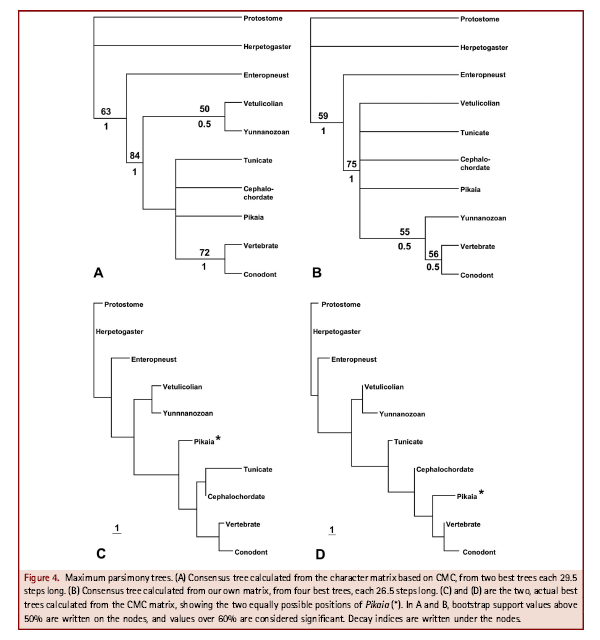 Protostome
Herpetogaster
Enteropneust
63
1
50
0.5
Vetulicolian
Yunnanozoan
84
1
Tunicate
Cephalo-
chordate
Pikaia
72
1
Vertebrate
Conodont
A
Protostome
Herpetogaster
Enteropneust
59
1
Vetulicolian
Tunicate
75
1
Cephalo-
chordate
Pikaia
Yunnanozoan
55
0.5
56
0.5
Vertebrate
Conodont
B
Protostome
Herpetogaster
Enteropneust
Vetulicolian
Yunnnanozoan
Pikaia *
Tunicate
Cephalochordate
Vertebrate
Conodont
1
C
Protostome
Herpetogaster
Enteropneust
Vetulicolian
Yunnanozoan
Tunicate
Cephalochordate
Pikaia *
Vertebrate
Conodont
1
D
Figure 4. Maximum parsimony trees. (A) Consensus tree calculated from the character matrix based on CMC, from two best trees each 29.5
steps long. (B) Consensus tree calculated from our own matrix, from four best trees, each 26.5 steps long. (C) and (D) are the two, actual best
trees calculated from the CMC matrix, showing the two equally possible positions of Pikaia (*). In A and B, bootstrap support values above
50% are written on the nodes, and values over 60% are considered significant. Decay indices are written under the nodes.